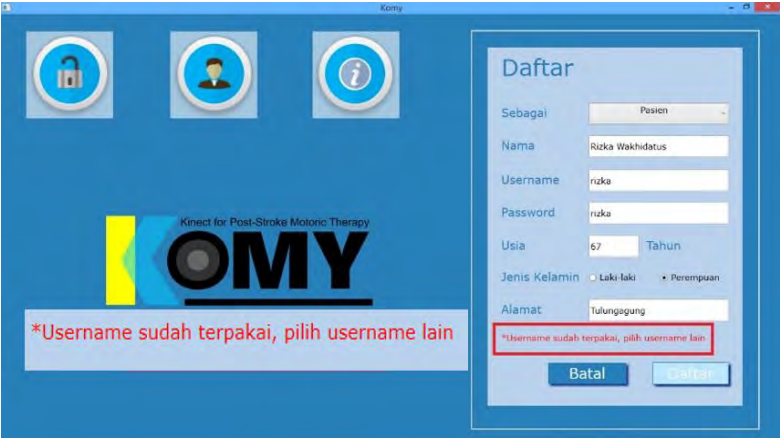 Komy
Daftar
Sebagai
Pasien
Nama
Rizka Wakhidatus
Username
rizka
Password
rizka
Usia
67
Tahun
Jenis Kelamin
Laki-laki
Perempuan
Alamat
Tulungagung
*Username sudah terpakai, pilih username lain
Batal
Daftar
Kinect for Post-Stroke Motoric Therapy
KOMY
*Username sudah terpakai, pilih username lain